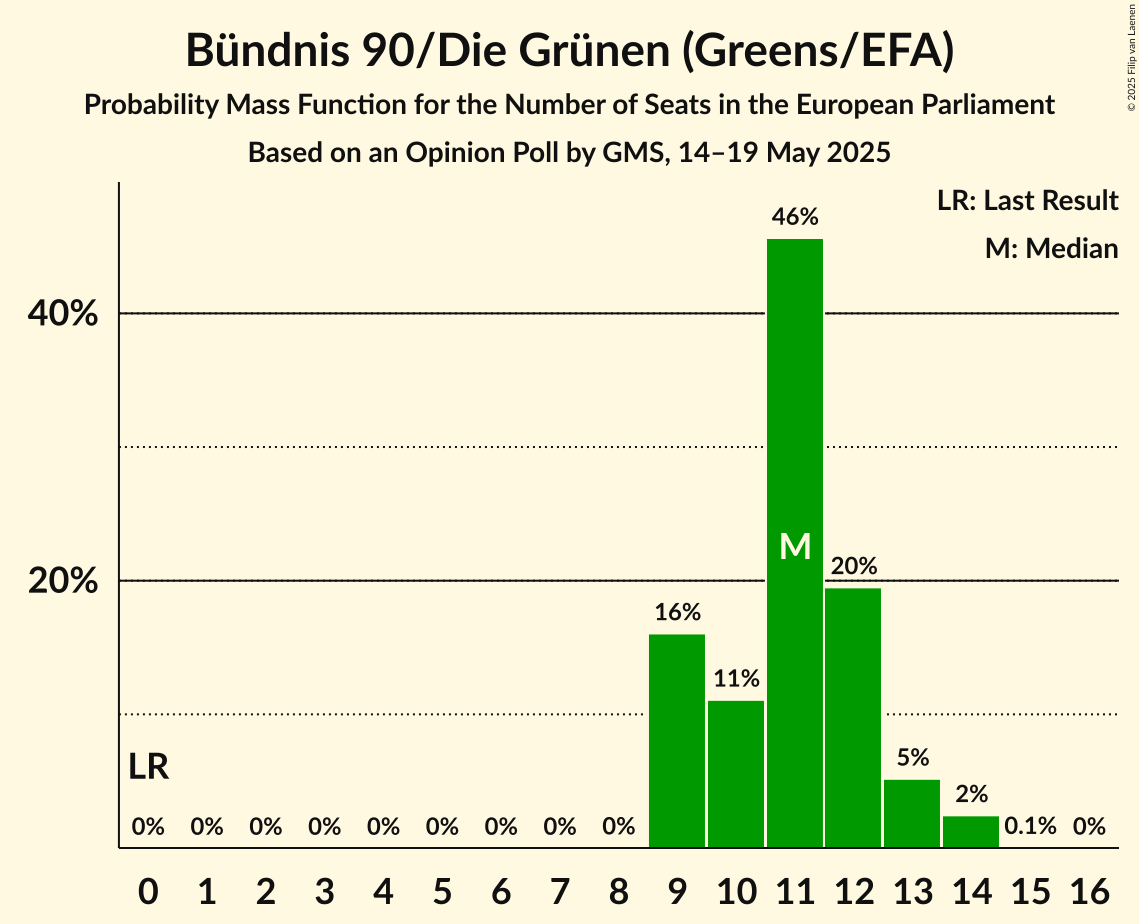 Bündnis 90/Die Grünen (Greens/EFA)
Probability Mass Function for the Number of Seats in the European Parliament
Based on an Opinion Poll by GMS, 14–19 May 2025
© 2025 Filip van Laenen
LR: Last Result
M: Median
46%
40%
M
20%
20%
16%
11%
LR
5%
2%
0% 0% 0% 0% 0% 0% 0% 0% 0% 0.1% 0%
0 1 2 3 4 5 6 7 8 9 10 11 12 13 14 15 16